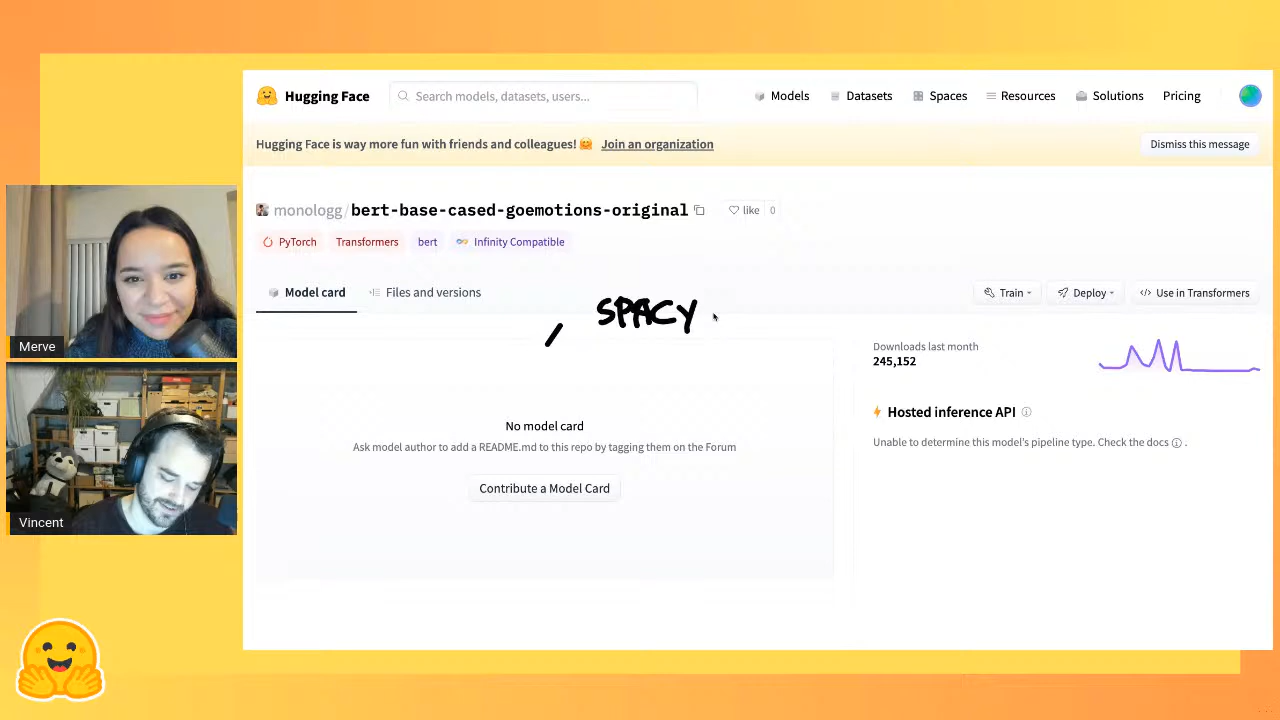 Hugging Face
Search models, datasets, users...
Models
Datasets
Spaces
Resources
Solutions
Pricing
Hugging Face is way more fun with friends and colleagues! 🤗 Join an organization
Dismiss this message
monologg/bert-base-cased-goemotions-original
like 0
PyTorch
Transformers
bert
Infinity Compatible
Model card
Files and versions
Train
Deploy
</> Use in Transformers
SPACY
Merve
Downloads last month
245,152
Hosted inference API
No model card
Unable to determine this model's pipeline type. Check the docs .
Ask model author to add a README.md to this repo by tagging them on the Forum
Contribute a Model Card
Vincent